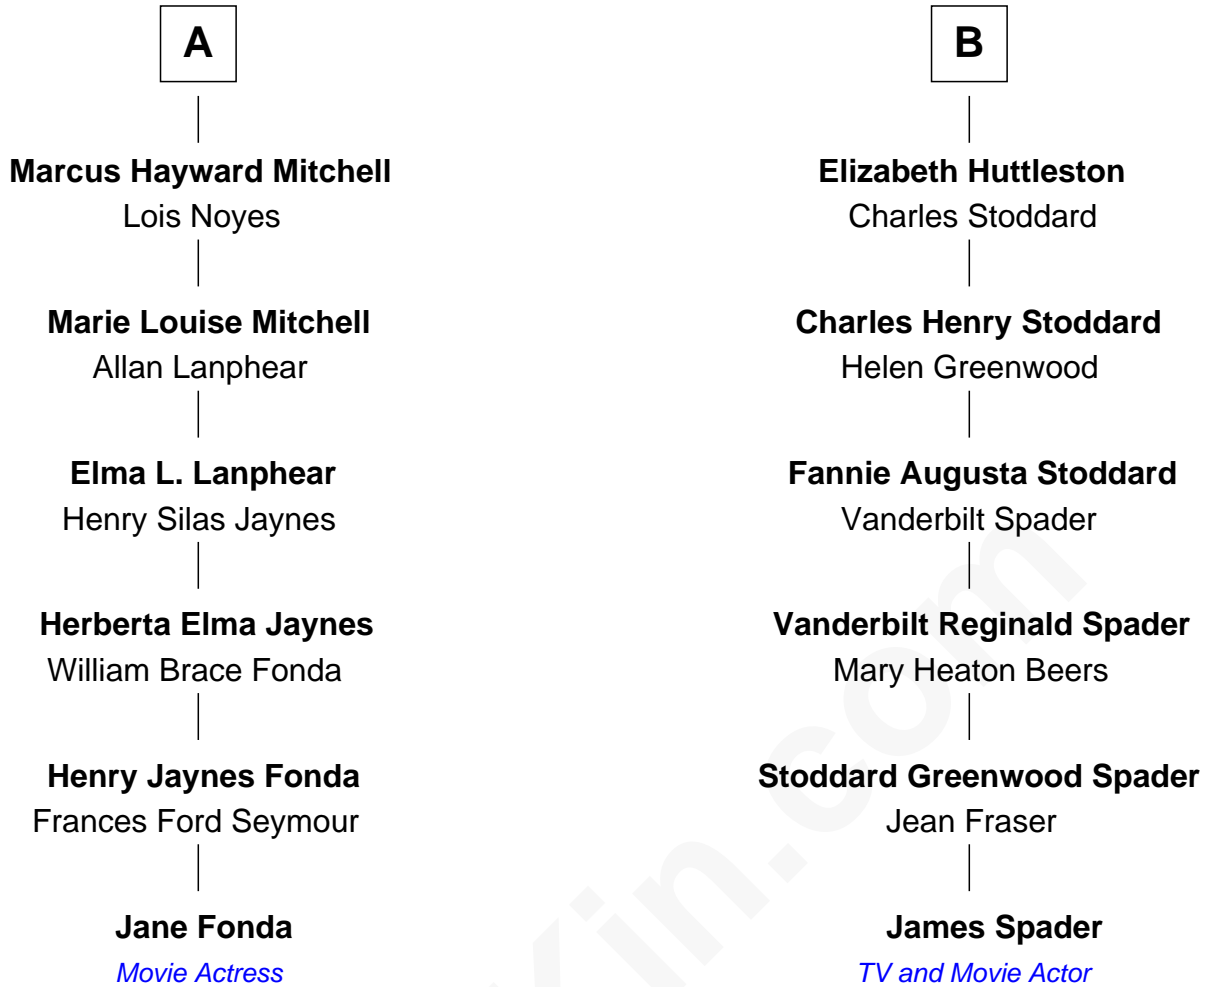 A
Marcus Hayward Mitchell
Lois Noyes
Marie Louise Mitchell
Allan Lanphear
Elma L. Lanphear
Henry Silas Jaynes
Herberta Elma Jaynes
William Brace Fonda
Henry Jaynes Fonda
Frances Ford Seymour
Jane Fonda
Movie Actress
B
Elizabeth Huttleston
Charles Stoddard
Charles Henry Stoddard
Helen Greenwood
Fannie Augusta Stoddard
Vanderbilt Spader
Vanderbilt Reginald Spader
Mary Heaton Beers
Stoddard Greenwood Spader
Jean Fraser
James Spader
TV and Movie Actor
Kin.com